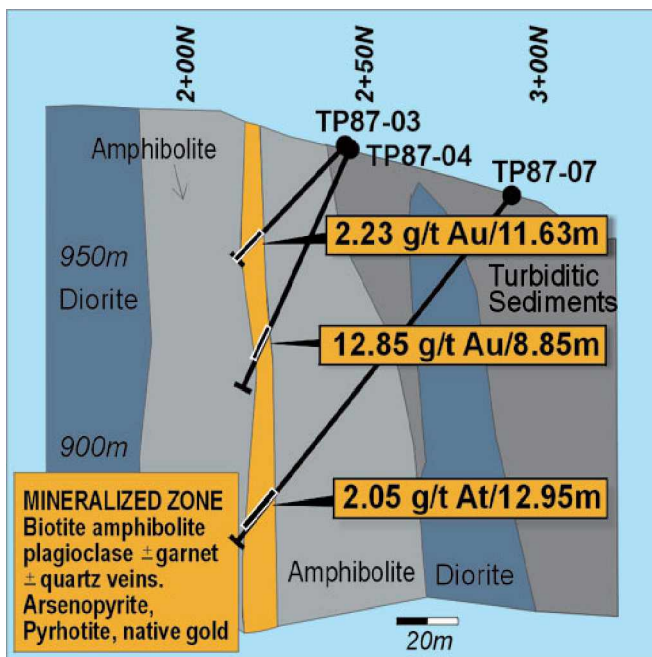 2+00N
2+50N
3+00N
TP87-03
TP87-04
TP87-07
Amphibolite
2.23 g/t Au/11.63m
950m
Diorite
Turbiditic
Sediments
12.85 g/t Au/8.85m
900m
MINERALIZED ZONE
Biotite amphibolite
plagioclase ±garnet
±quartz veins.
Arsenopyrite,
Pyrhotite, native gold
2.05 g/t At/12.95m
Amphibolite
Diorite
20m